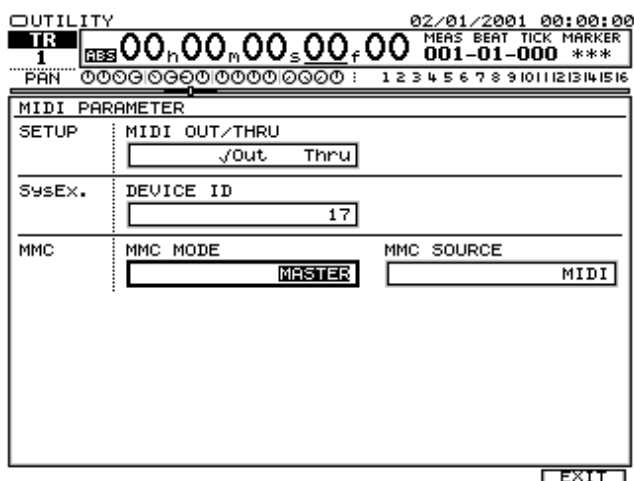 UTILITY 02/01/2001 00:00:00
TR 1 ABS 00h00m00s00f00 MEAS BEAT TICK MARKER
001-01-000 ***
PAN 1 2 3 4 5 6 7 8 9 10 11 12 13 14 15 16
MIDI PARAMETER
SETUP MIDI OUT/THRU
√Out Thru
SysEx. DEVICE ID
17
MMC MMC MODE MMC SOURCE
MASTER MIDI
EXIT